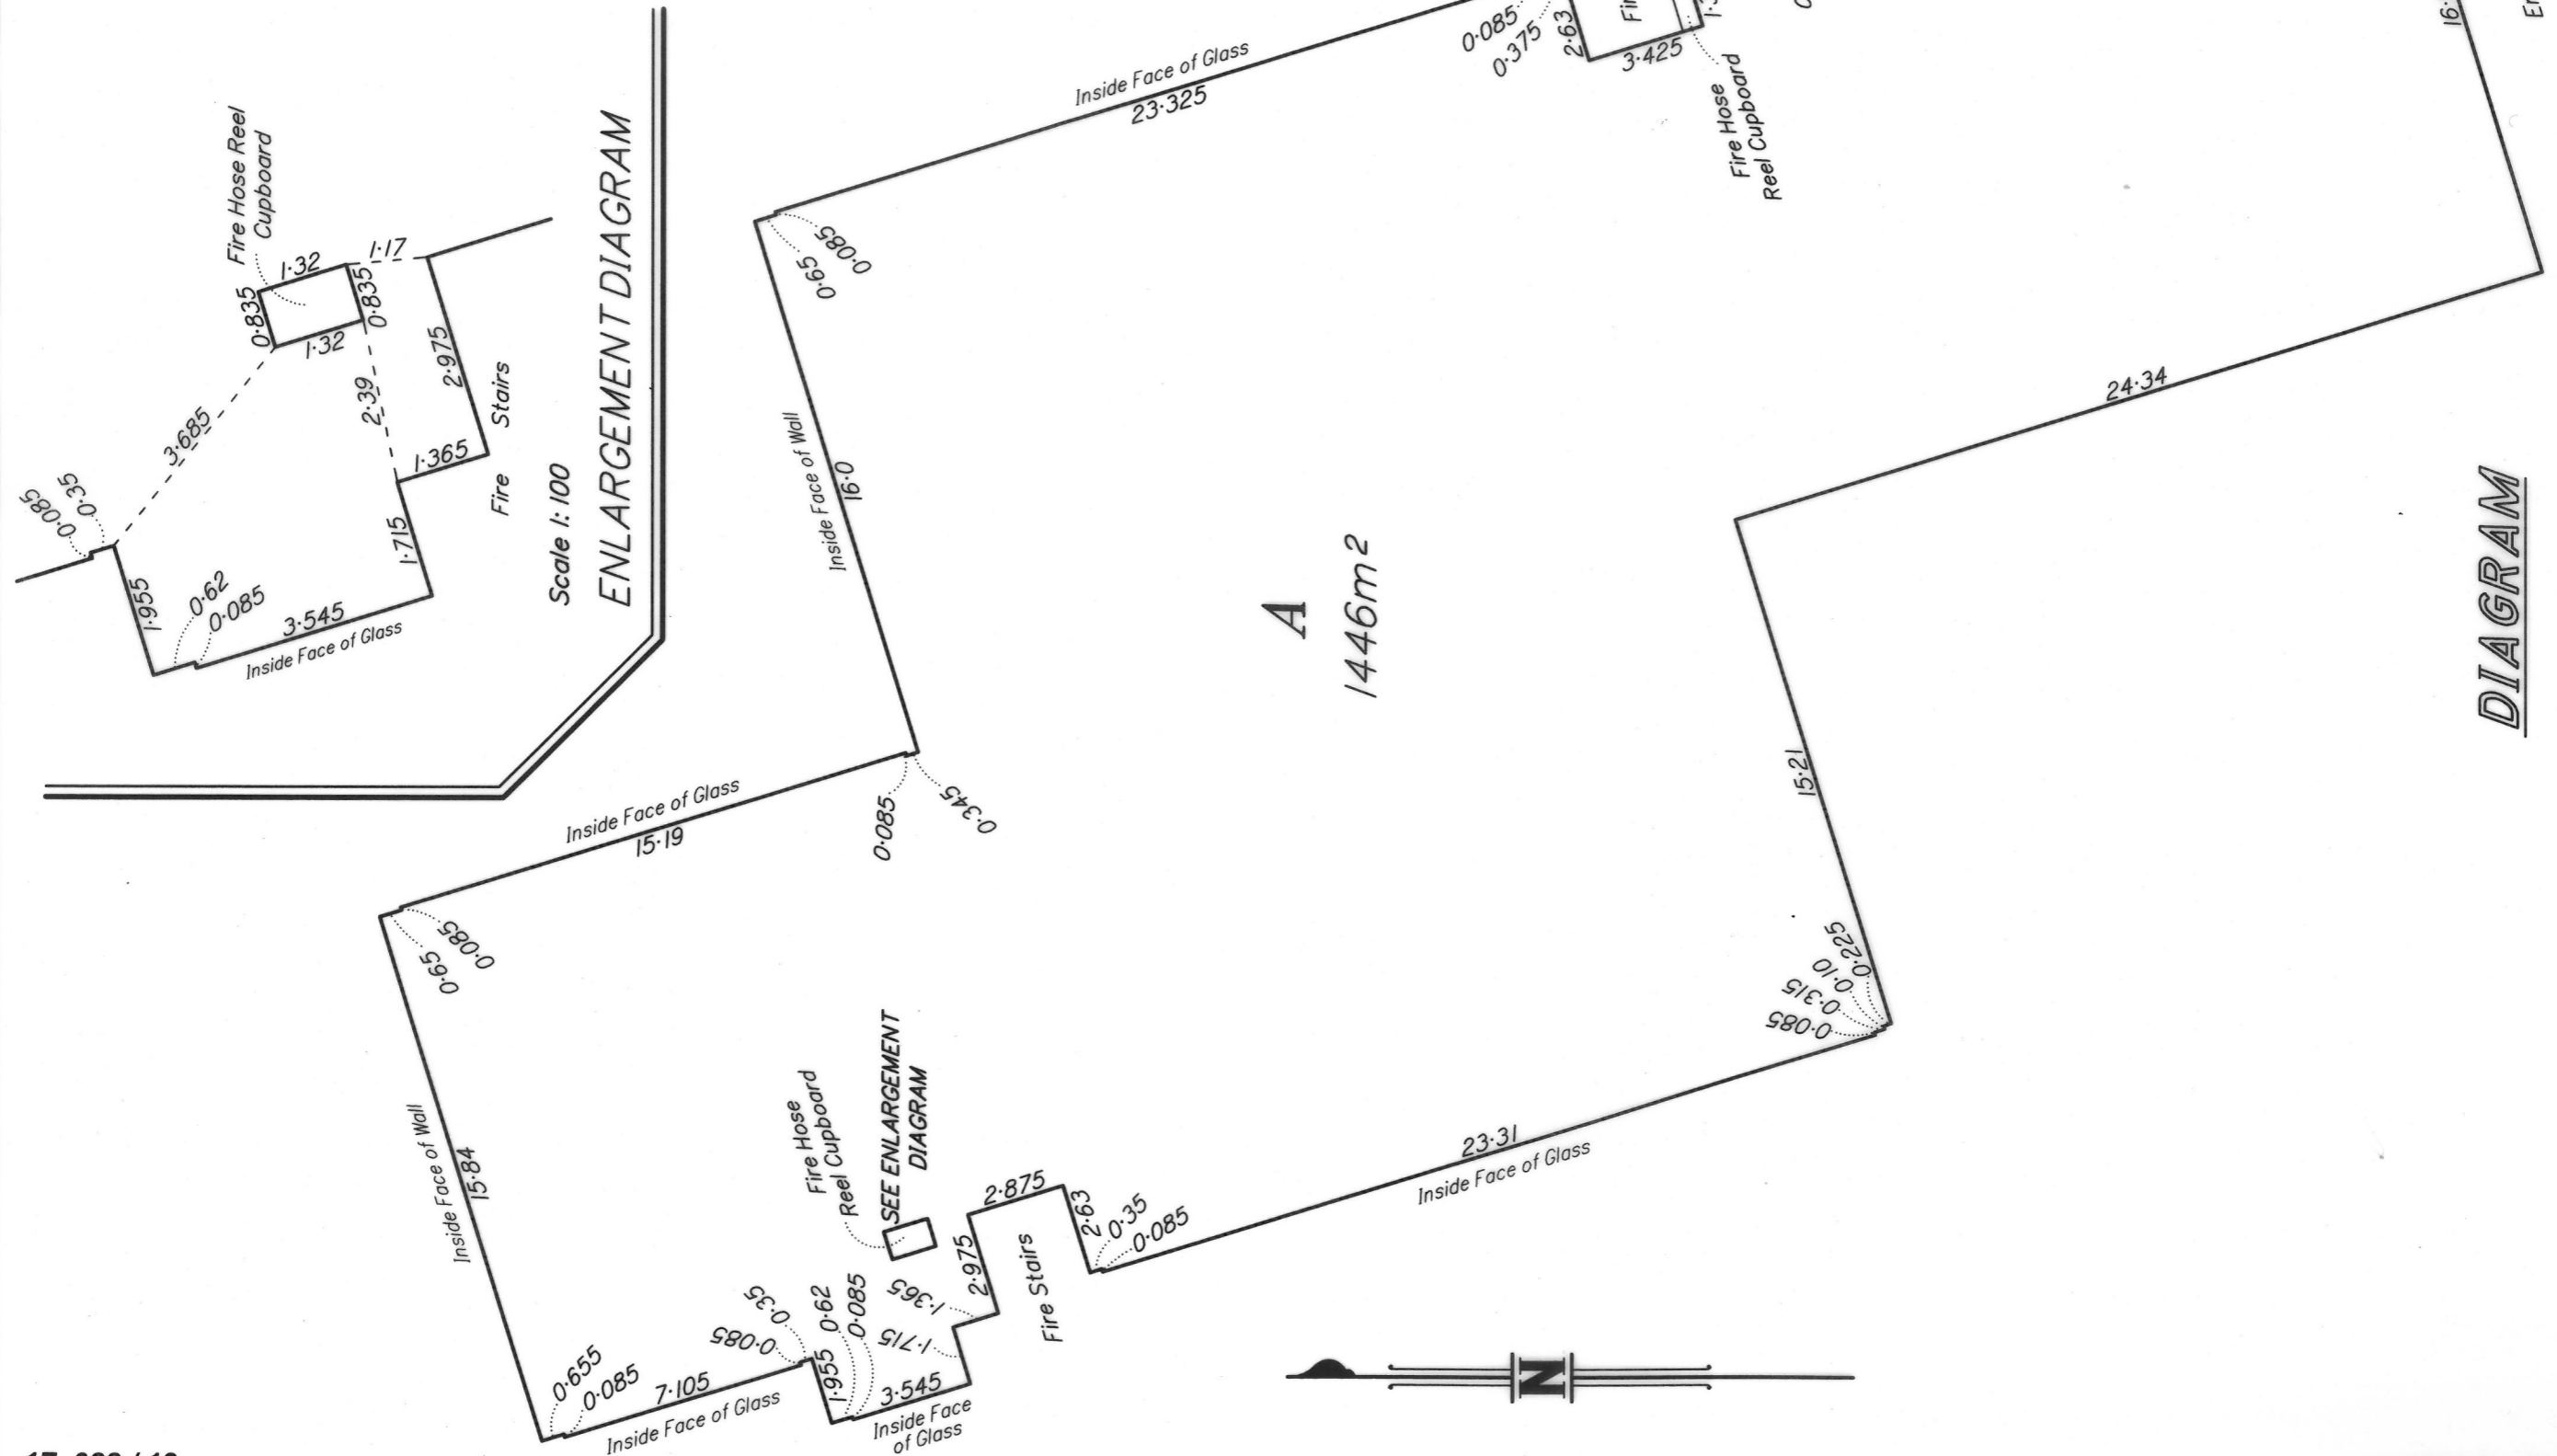 Fire Hose Reel
Cupboard
1·32
1·17
0·835
0·835
1·32
2·975
3·685
2·39
Fire Stairs
1·365
0·085
0·35
1·715
1·955
0·62
0·085
3·545
Inside Face of Glass
Scale 1:100
ENLARGEMENT DIAGRAM
Inside Face of Glass
23·325
0·085
0·375
2·63
3·425
Fire Hose
Reel Cupboard
0·65
0·085
Inside Face of Wall
16·0
24·34
A
1446m2
DIAGRAM
15·21
Inside Face of Glass
15·19
0·085
0·345
0·65
0·085
0·225
0·10
0·315
0·085
Inside Face of Wall
15·84
Fire Hose
Reel Cupboard
SEE ENLARGEMENT
DIAGRAM
2·875
2·63
0·35
0·085
2·975
Fire Stairs
23·31
Inside Face of Glass
1·365
1·715
0·35
0·085
0·62
0·085
1·955
3·545
Inside Face
of Glass
0·655
0·085
7·105
Inside Face of Glass
N